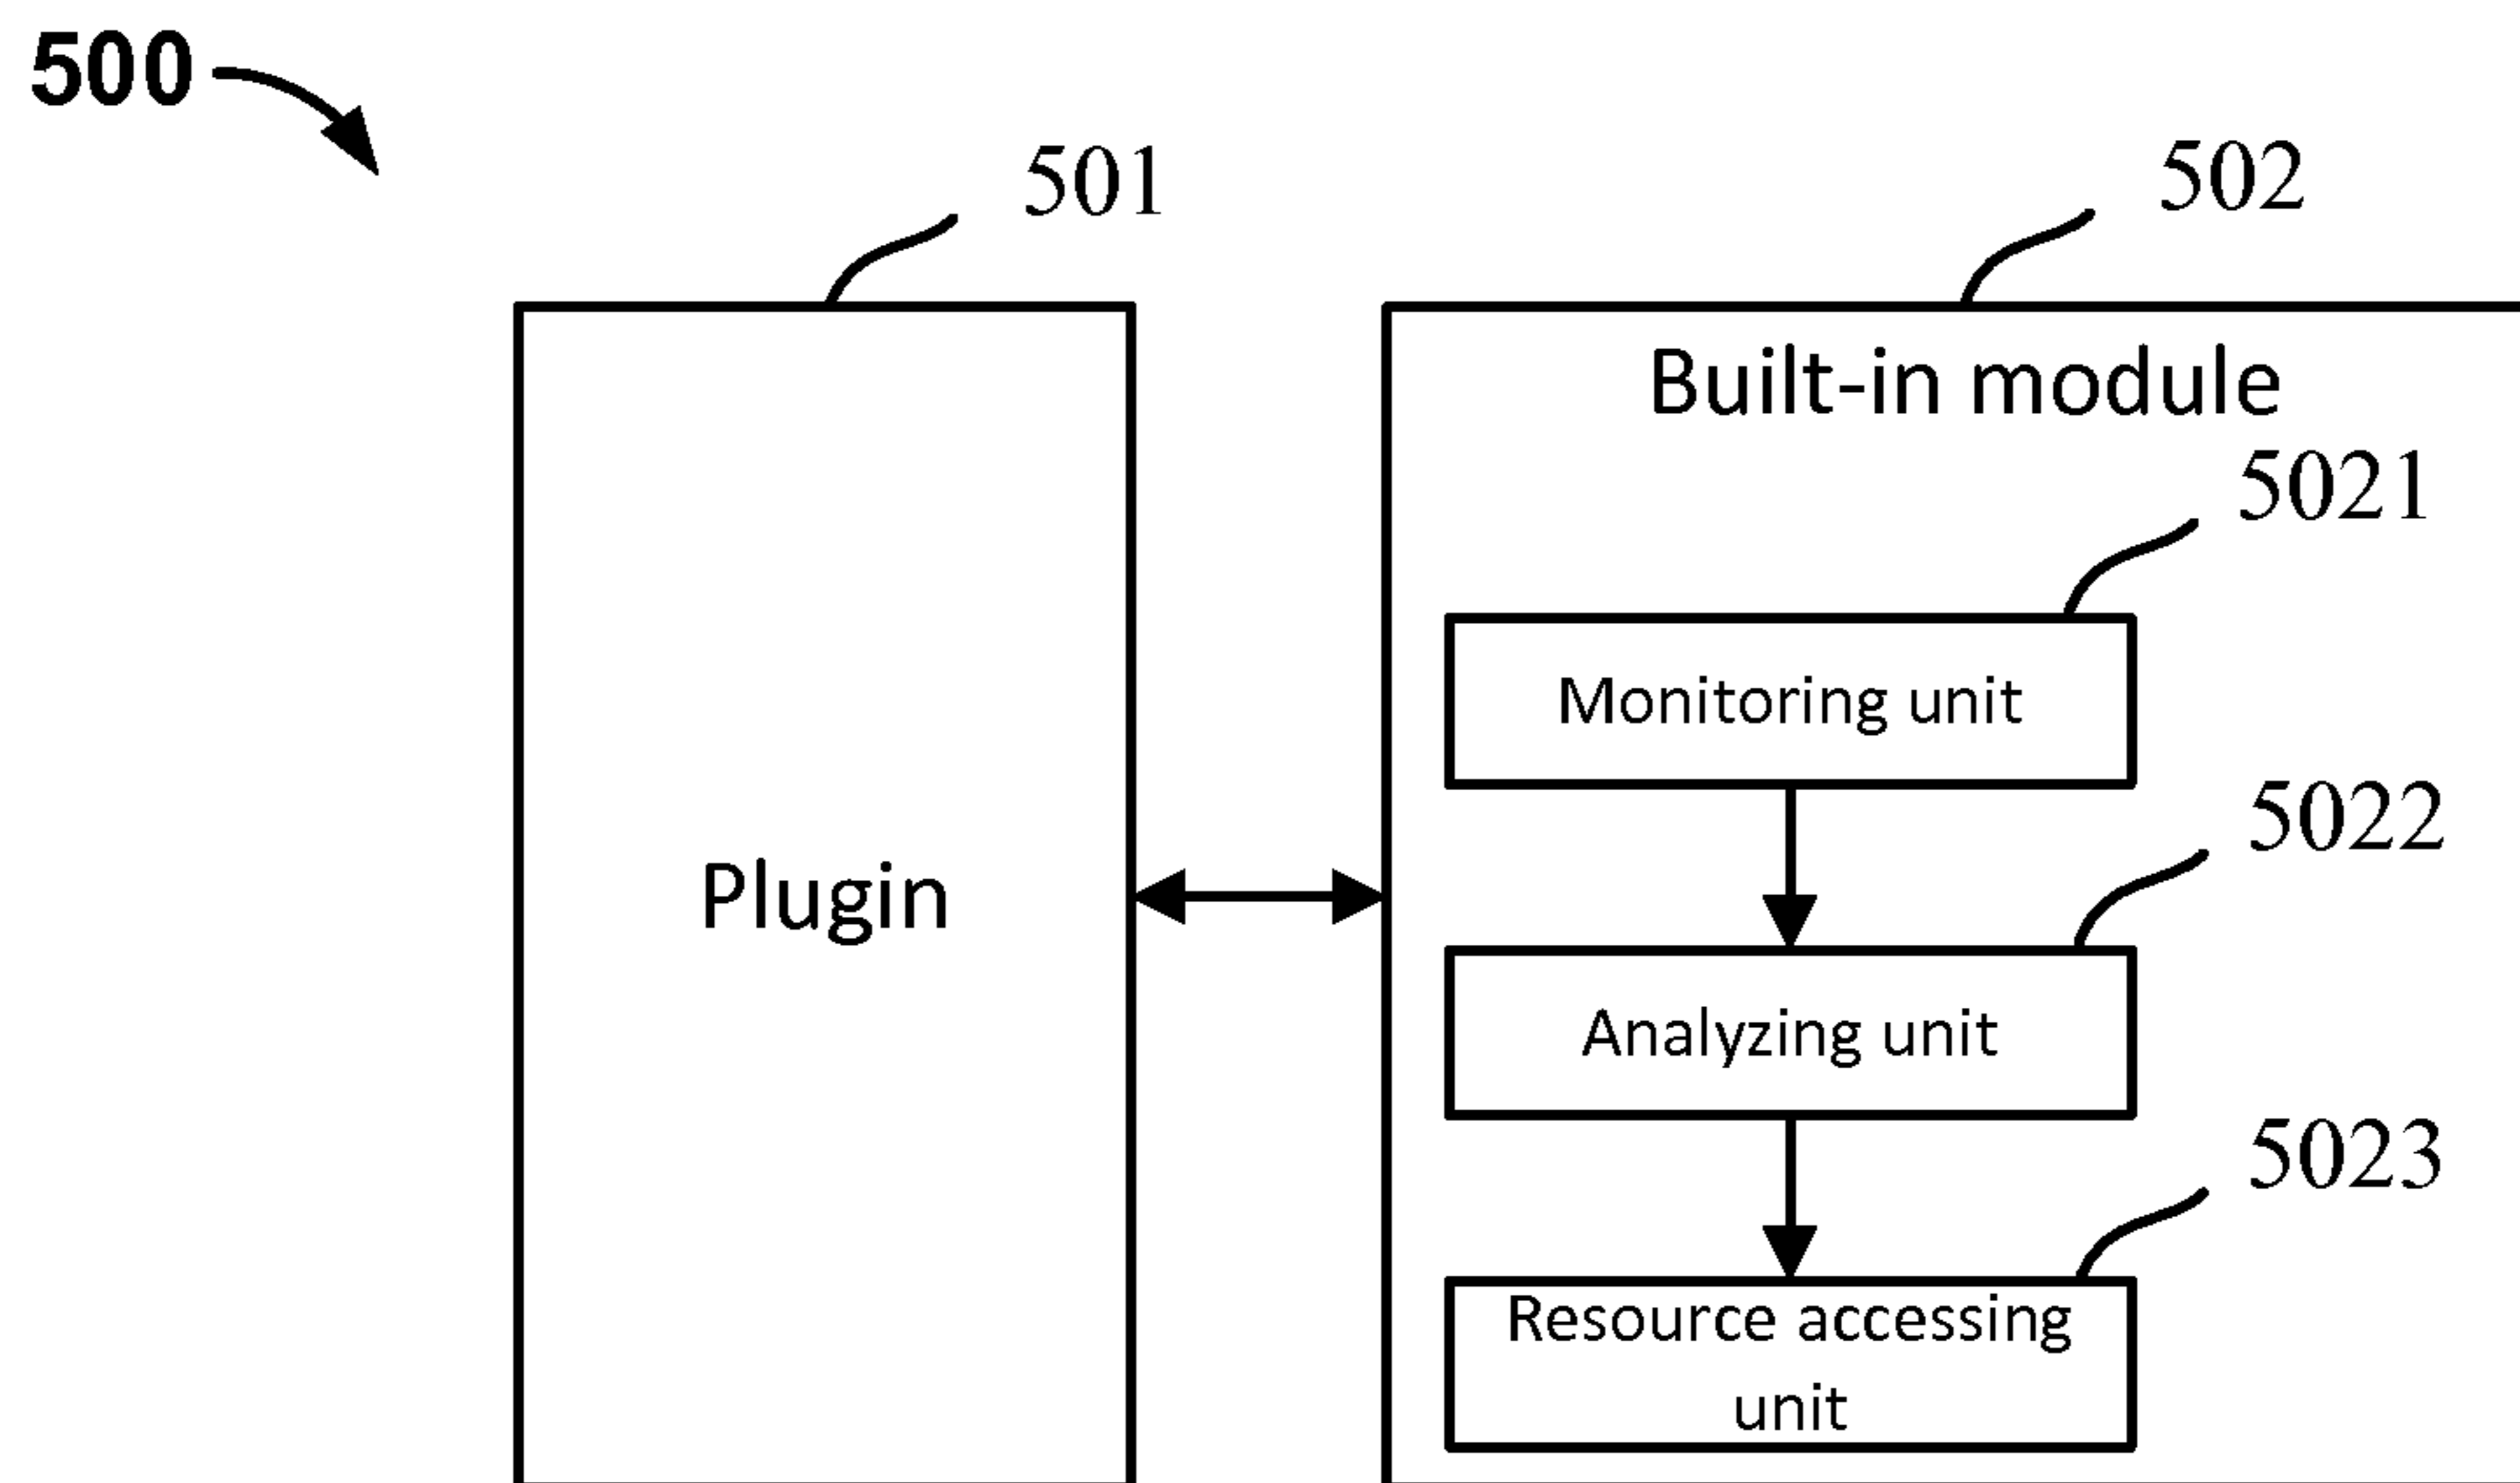 500
501
502
Built-in module
5021
Monitoring unit
5022
Plugin
Analyzing unit
5023
Resource accessing
unit